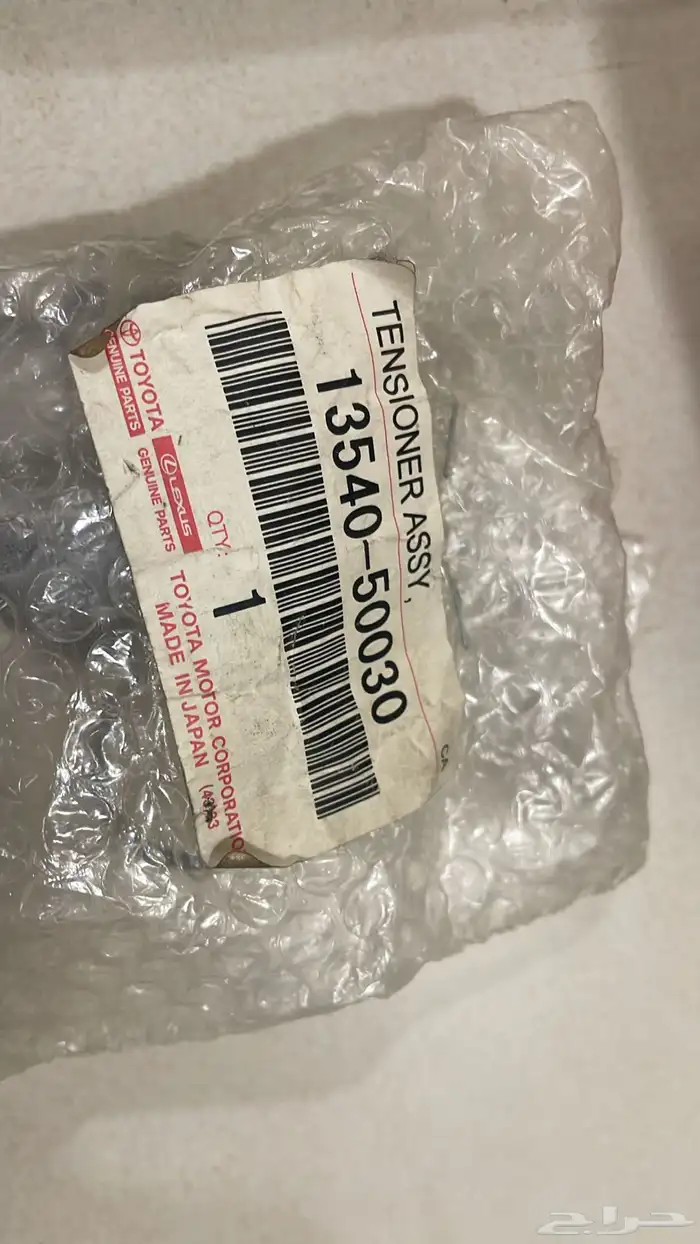 TENSIONER ASSY,
CA
13540-50030
QTY:
1
TOYOTA
GENUINE PARTS
LEXUS
GENUINE PARTS
TOYOTA MOTOR CORPORATIO
MADE IN JAPAN
حراج